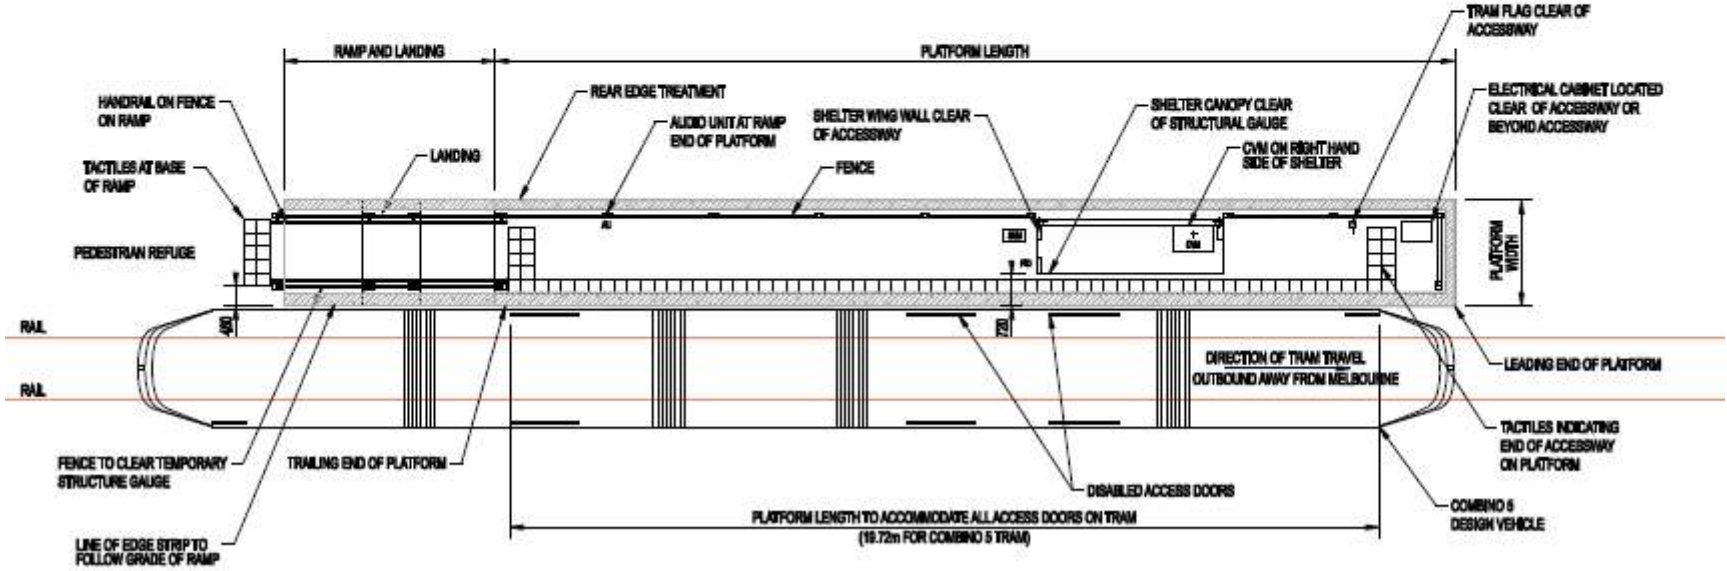 TRAM FLAG CLEAR OF
ACCESSWAY
RAMP AND LANDING
PLATFORM LENGTH
HANDRAIL ON FENCE
ON RAMP
REAR EDGE TREATMENT
AUDIO UNIT AT RAMP
END OF PLATFORM
SHELTER WING WALL CLEAR
OF ACCESSWAY
SHELTER CANOPY CLEAR
OF STRUCTURAL GAUGE
ELECTRICAL CABINET LOCATED
CLEAR OF ACCESSWAY OR
BEYOND ACCESSWAY
LANDING
FENCE
CVM ON RIGHT HAND
SIDE OF SHELTER
TACTILES AT BASE
OF RAMP
AU
CVM
PID
PEDESTRIAN REFUGE
PLATFORM
WIDTH
720
RAIL
RAIL
DIRECTION OF TRAM TRAVEL
OUTBOUND AWAY FROM MELBOURNE
LEADING END OF PLATFORM
TACTILES INDICATING
END OF ACCESSWAY
ON PLATFORM
FENCE TO CLEAR TEMPORARY
STRUCTURE GAUGE
TRAILING END OF PLATFORM
DISABLED ACCESS DOORS
COMBINO 5
DESIGN VEHICLE
PLATFORM LENGTH TO ACCOMMODATE ALL ACCESS DOORS ON TRAM
(19.72m FOR COMBINO 5 TRAM)
LINE OF EDGE STRIP TO
FOLLOW GRADE OF RAMP